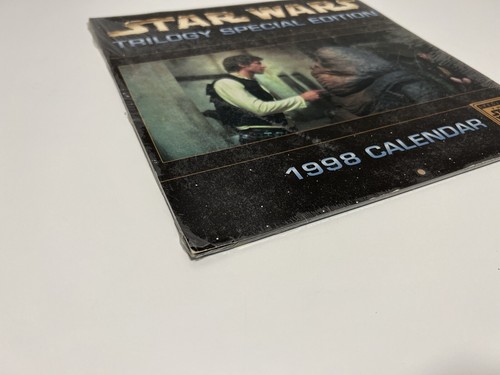 STAR WARS
TRILOGY SPECIAL EDITION
1998 CALENDAR